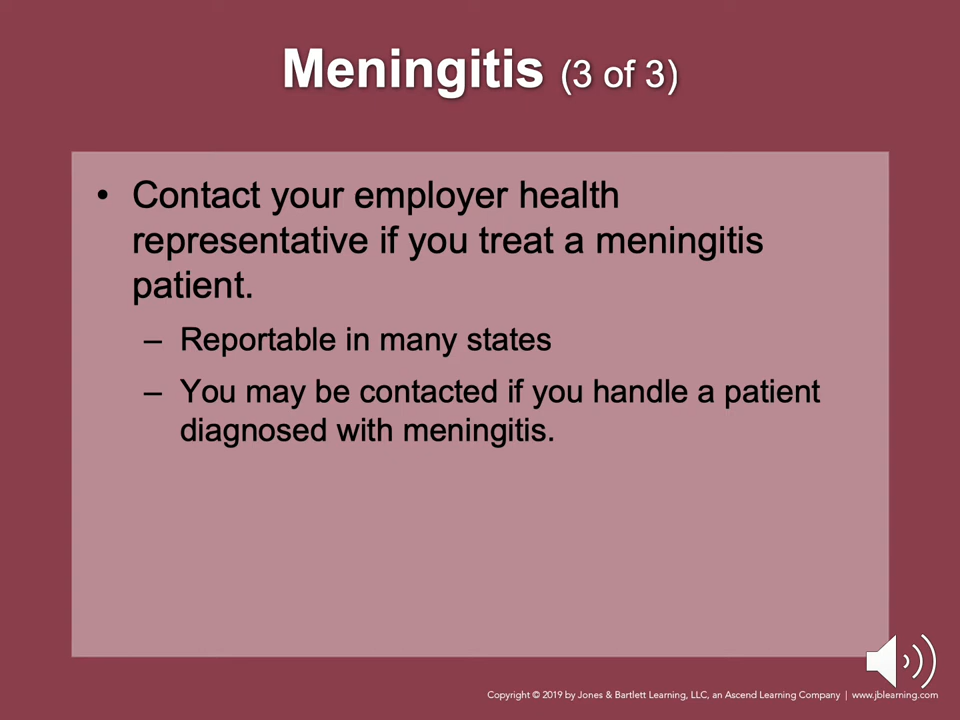 Meningitis (3 of 3)
• Contact your employer health
representative if you treat a meningitis
patient.
– Reportable in many states
– You may be contacted if you handle a patient
diagnosed with meningitis.
Copyright © 2019 by Jones & Bartlett Learning, LLC, an Ascend Learning Company | www.jblearning.com